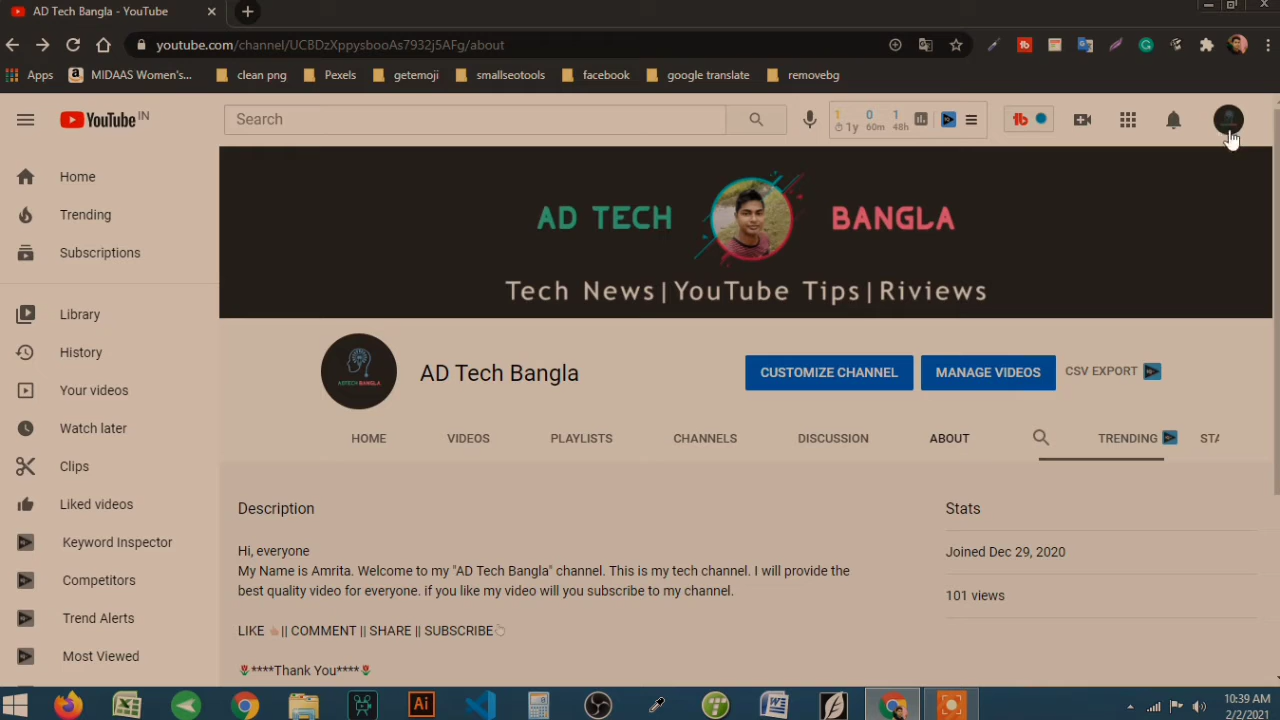 AD Tech Bangla - YouTube
youtube.com/channel/UCBDzXppysbooAs7932j5AFg/about
Apps
MIDAAS Women's...
clean png
Pexels
getemoji
smallseotools
facebook
google translate
removebg
YouTube IN
Search
1 0 1
1y 60m 48h
Home
Trending
Subscriptions
Library
History
Your videos
Watch later
Clips
Liked videos
Keyword Inspector
Competitors
Trend Alerts
Most Viewed
AD TECH BANGLA
Tech News|YouTube Tips|Riviews
ADTECH BANGLA
AD Tech Bangla
CUSTOMIZE CHANNEL
MANAGE VIDEOS
CSV EXPORT
HOME
VIDEOS
PLAYLISTS
CHANNELS
DISCUSSION
ABOUT
TRENDING
STA
Description
Hi, everyone
My Name is Amrita. Welcome to my "AD Tech Bangla" channel. This is my tech channel. I will provide the
best quality video for everyone. if you like my video will you subscribe to my channel.
LIKE 👆|| COMMENT || SHARE || SUBSCRIBE👆
🌷****Thank You****🌷
Stats
Joined Dec 29, 2020
101 views
Ai
10:39 AM
2/2/2021